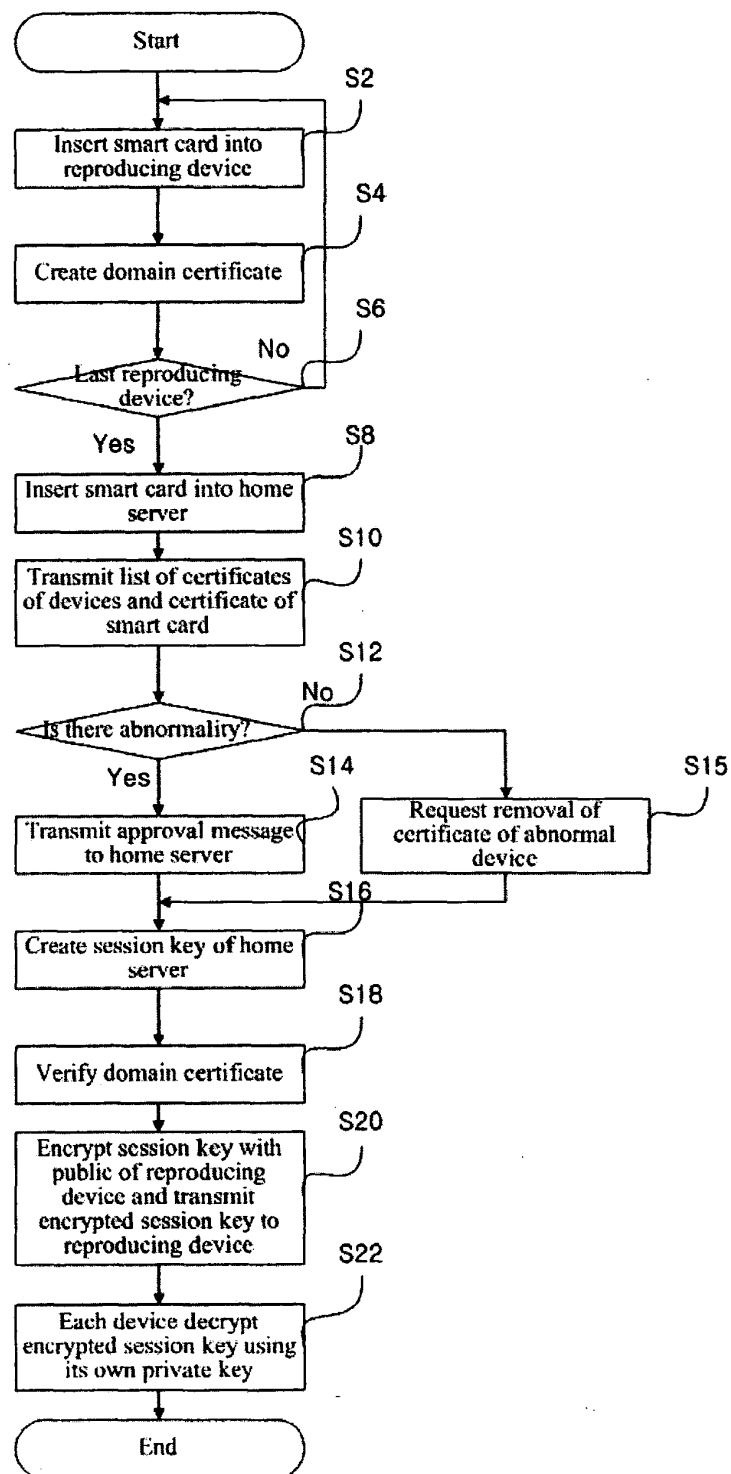 Start
S2
Insert smart card into
reproducing device
S4
Create domain certificate
S6
No
Last reproducing
device?
Yes
S8
Insert smart card into home
server
S10
Transmit list of certificates
of devices and certificate of
smart card
S12
No
Is there abnormality?
Yes
S14
S15
Transmit approval message
to home server
Request removal of
certificate of abnormal
device
S16
Create session key of home
server
S18
Verify domain certificate
S20
Encrypt session key with
public of reproducing
device and transmit
encrypted session key to
reproducing device
S22
Each device decrypt
encrypted session key using
its own private key
End